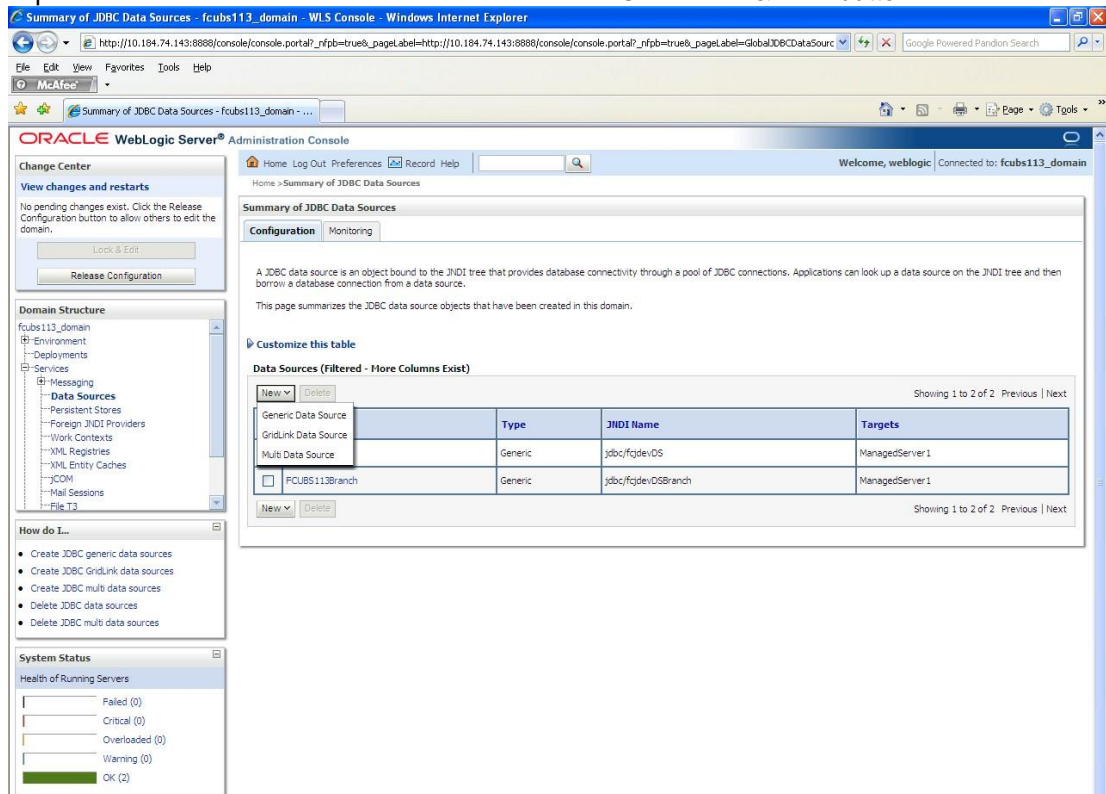 Summary of JDBC Data Sources - fcubs113_domain - WLS Console - Windows Internet Explorer
http://10.184.74.143:8888/console/console.portal?_nfpb=true&_pageLabel=http://10.184.74.143:8888/console/console.portal?_nfpb=true&_pageLabel=GlobalJDBCDataSourc
Google Powered Pandion Search
File Edit View Favorites Tools Help
McAfee
Summary of JDBC Data Sources - fcubs113_domain - ...
Page Tools
ORACLE WebLogic Server® Administration Console
Change Center
View changes and restarts
No pending changes exist. Click the Release
Configuration button to allow others to edit the
domain.
Lock & Edit
Release Configuration
Domain Structure
fcubs113_domain
Environment
Deployments
Services
Messaging
Data Sources
Persistent Stores
Foreign JNDI Providers
Work Contexts
XML Registries
XML Entity Caches
jCOM
Mail Sessions
File T3
How do I...
Create JDBC generic data sources
Create JDBC GridLink data sources
Create JDBC multi data sources
Delete JDBC data sources
Delete JDBC multi data sources
System Status
Health of Running Servers
Failed (0)
Critical (0)
Overloaded (0)
Warning (0)
OK (2)
Home Log Out Preferences Record Help
Welcome, weblogic Connected to: fcubs113_domain
Home >Summary of JDBC Data Sources
Summary of JDBC Data Sources
Configuration Monitoring
A JDBC data source is an object bound to the JNDI tree that provides database connectivity through a pool of JDBC connections. Applications can look up a data source on the JNDI tree and then
borrow a database connection from a data source.
This page summarizes the JDBC data source objects that have been created in this domain.
Customize this table
Data Sources (Filtered - More Columns Exist)
New Delete Showing 1 to 2 of 2 Previous | Next
Generic Data Source
GridLink Data Source
Multi Data Source
Type JNDI Name Targets
Generic jdbc/fcjdevDS ManagedServer1
FCUBS113Branch Generic jdbc/fcjdevDSBranch ManagedServer1
New Delete Showing 1 to 2 of 2 Previous | Next